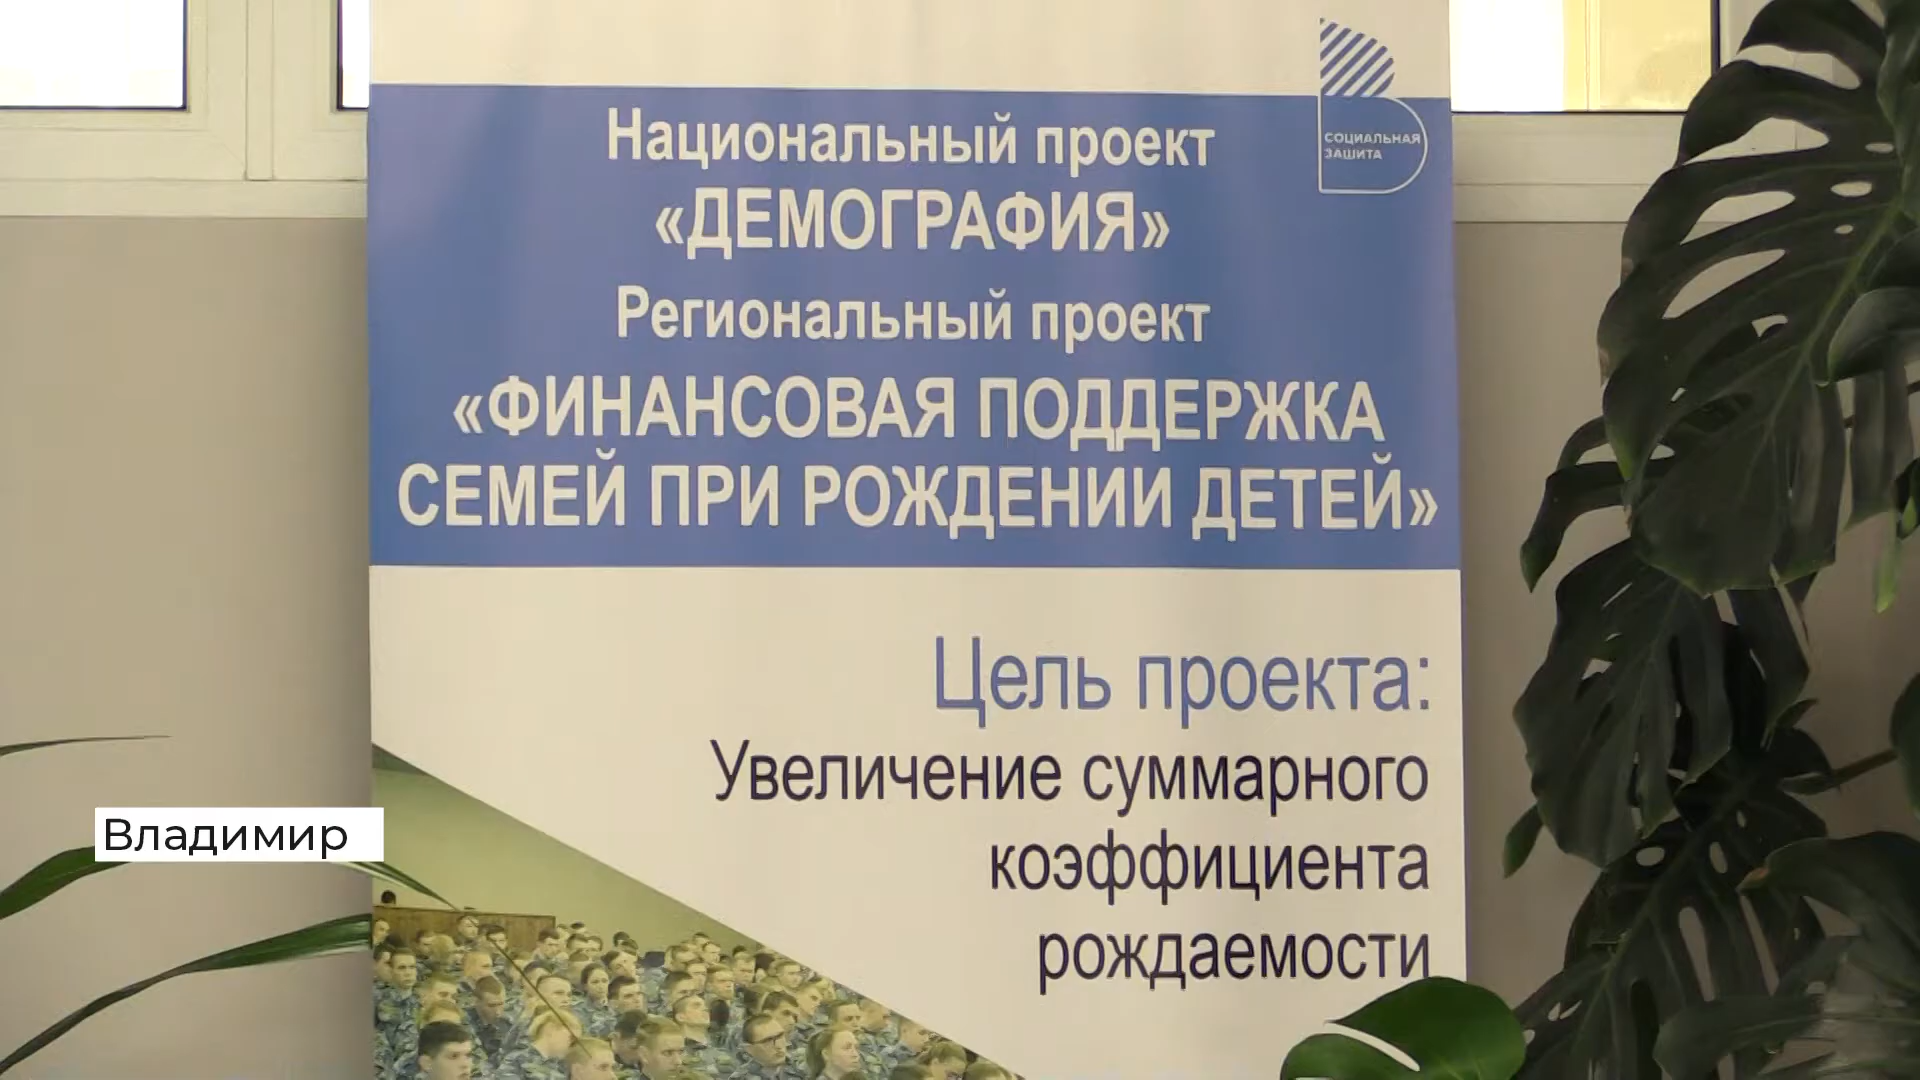 СОЦИАЛЬНАЯ
ЗАЩИТА
Национальный проект
«ДЕМОГРАФИЯ»
Региональный проект
«ФИНАНСОВАЯ ПОДДЕРЖКА
СЕМЕЙ ПРИ РОЖДЕНИИ ДЕТЕЙ»
Цель проекта:
Увеличение суммарного
коэффициента
рождаемости
Владимир